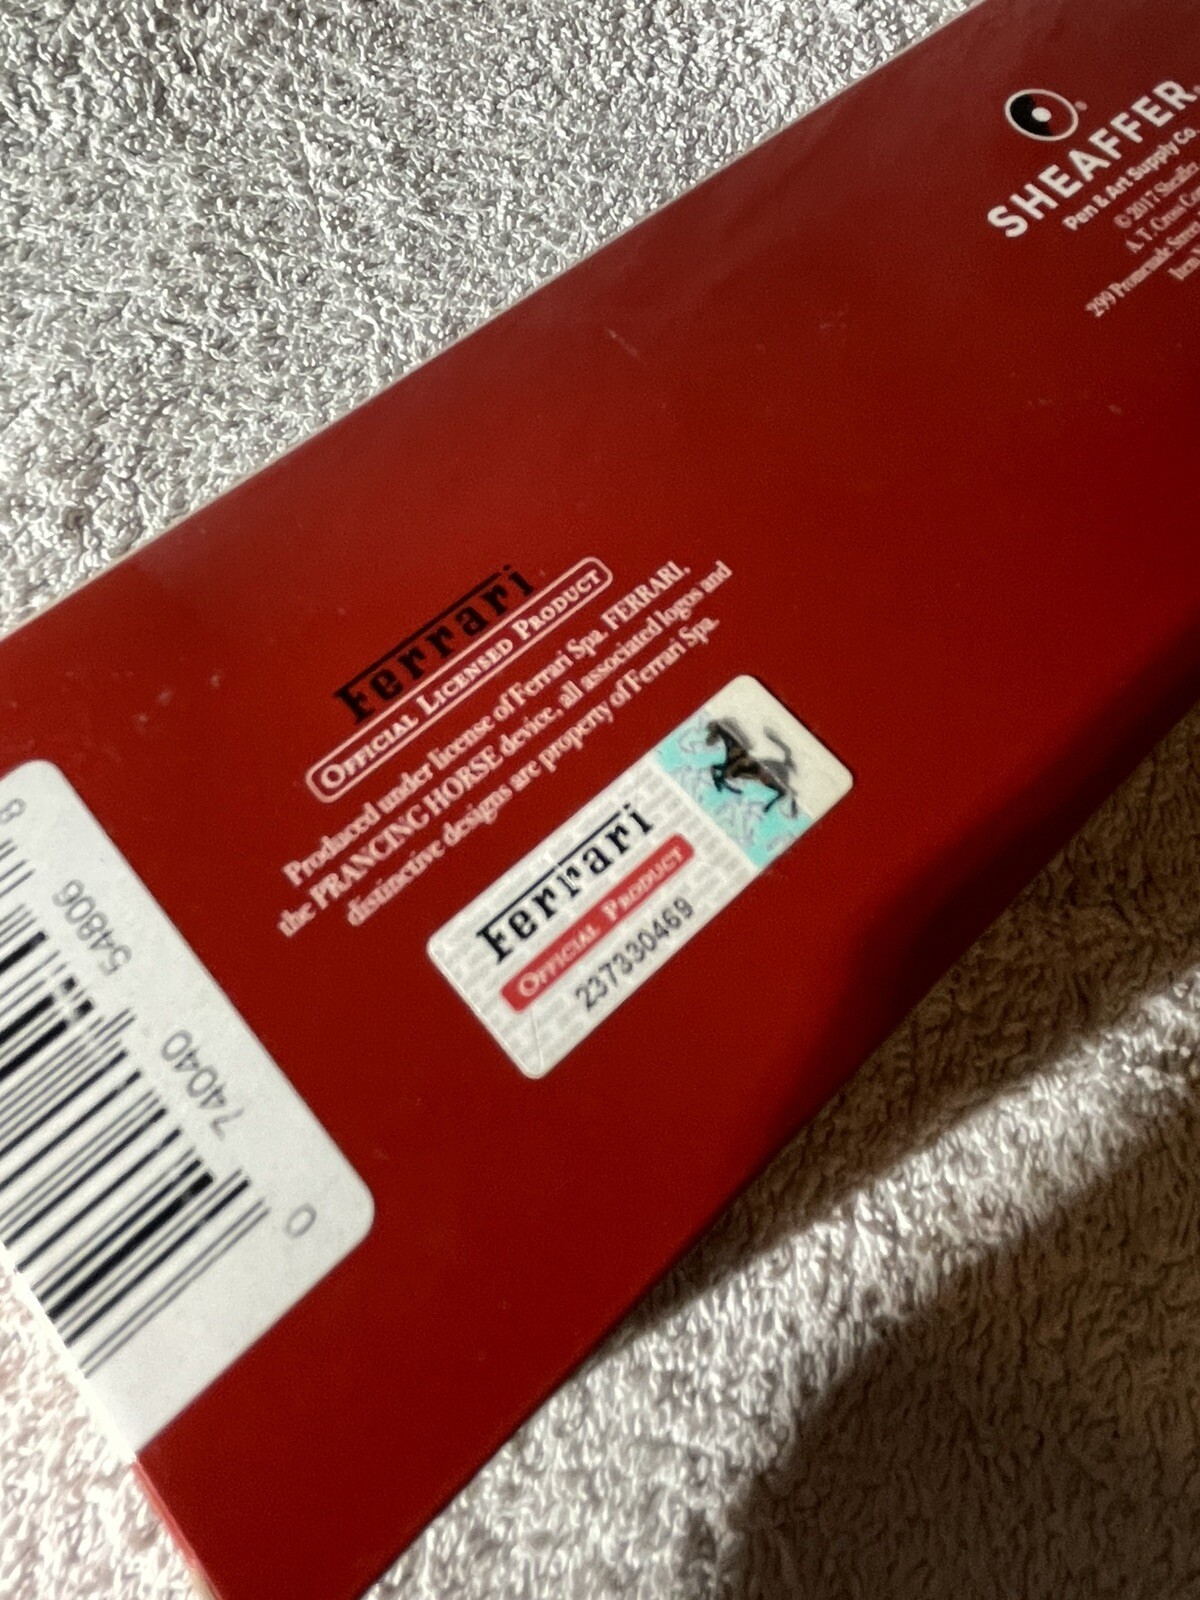 SHEAFFER
Pen & Art Supply Co.
© 2017 Sheaffer
A. T. Cross
299 Promenade Street
Ferrari
OFFICIAL LICENSED PRODUCT
Produced under license of Ferrari Spa. FERRARI,
the PRANCING HORSE device, all associated logos and
distinctive designs are property of Ferrari Spa.
Ferrari
OFFICIAL PRODUCT
237330469
0 74040 54806 8